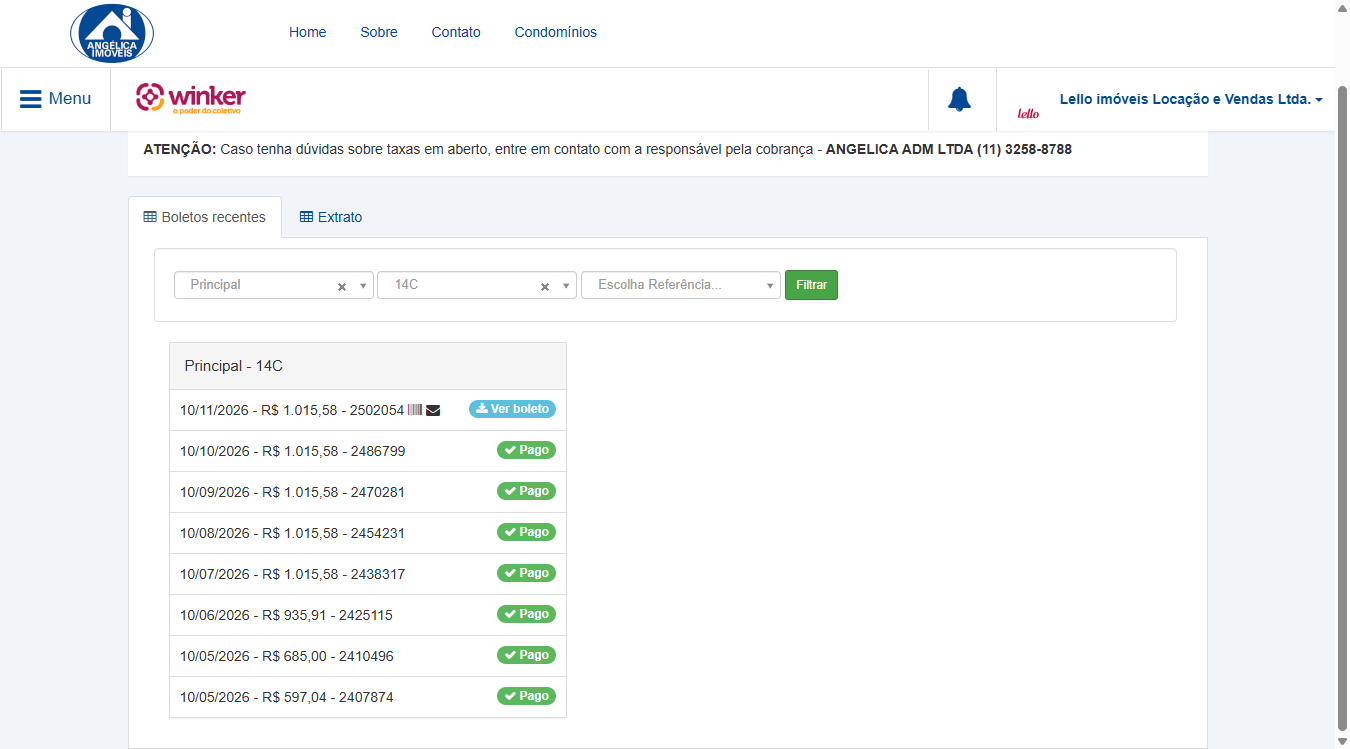 ANGÉLICA
IMÓVEIS
Home Sobre Contato Condomínios
Menu
winker
o poder do coletivo
lello
Lello imóveis Locação e Vendas Ltda.
ATENÇÃO: Caso tenha dúvidas sobre taxas em aberto, entre em contato com a responsável pela cobrança - ANGELICA ADM LTDA (11) 3258-8788
Boletos recentes Extrato
Principal × 14C × Escolha Referência... Filtrar
Principal - 14C
10/11/2026 - R$ 1.015,58 - 2502054 Ver boleto
10/10/2026 - R$ 1.015,58 - 2486799 Pago
10/09/2026 - R$ 1.015,58 - 2470281 Pago
10/08/2026 - R$ 1.015,58 - 2454231 Pago
10/07/2026 - R$ 1.015,58 - 2438317 Pago
10/06/2026 - R$ 935,91 - 2425115 Pago
10/05/2026 - R$ 685,00 - 2410496 Pago
10/05/2026 - R$ 597,04 - 2407874 Pago